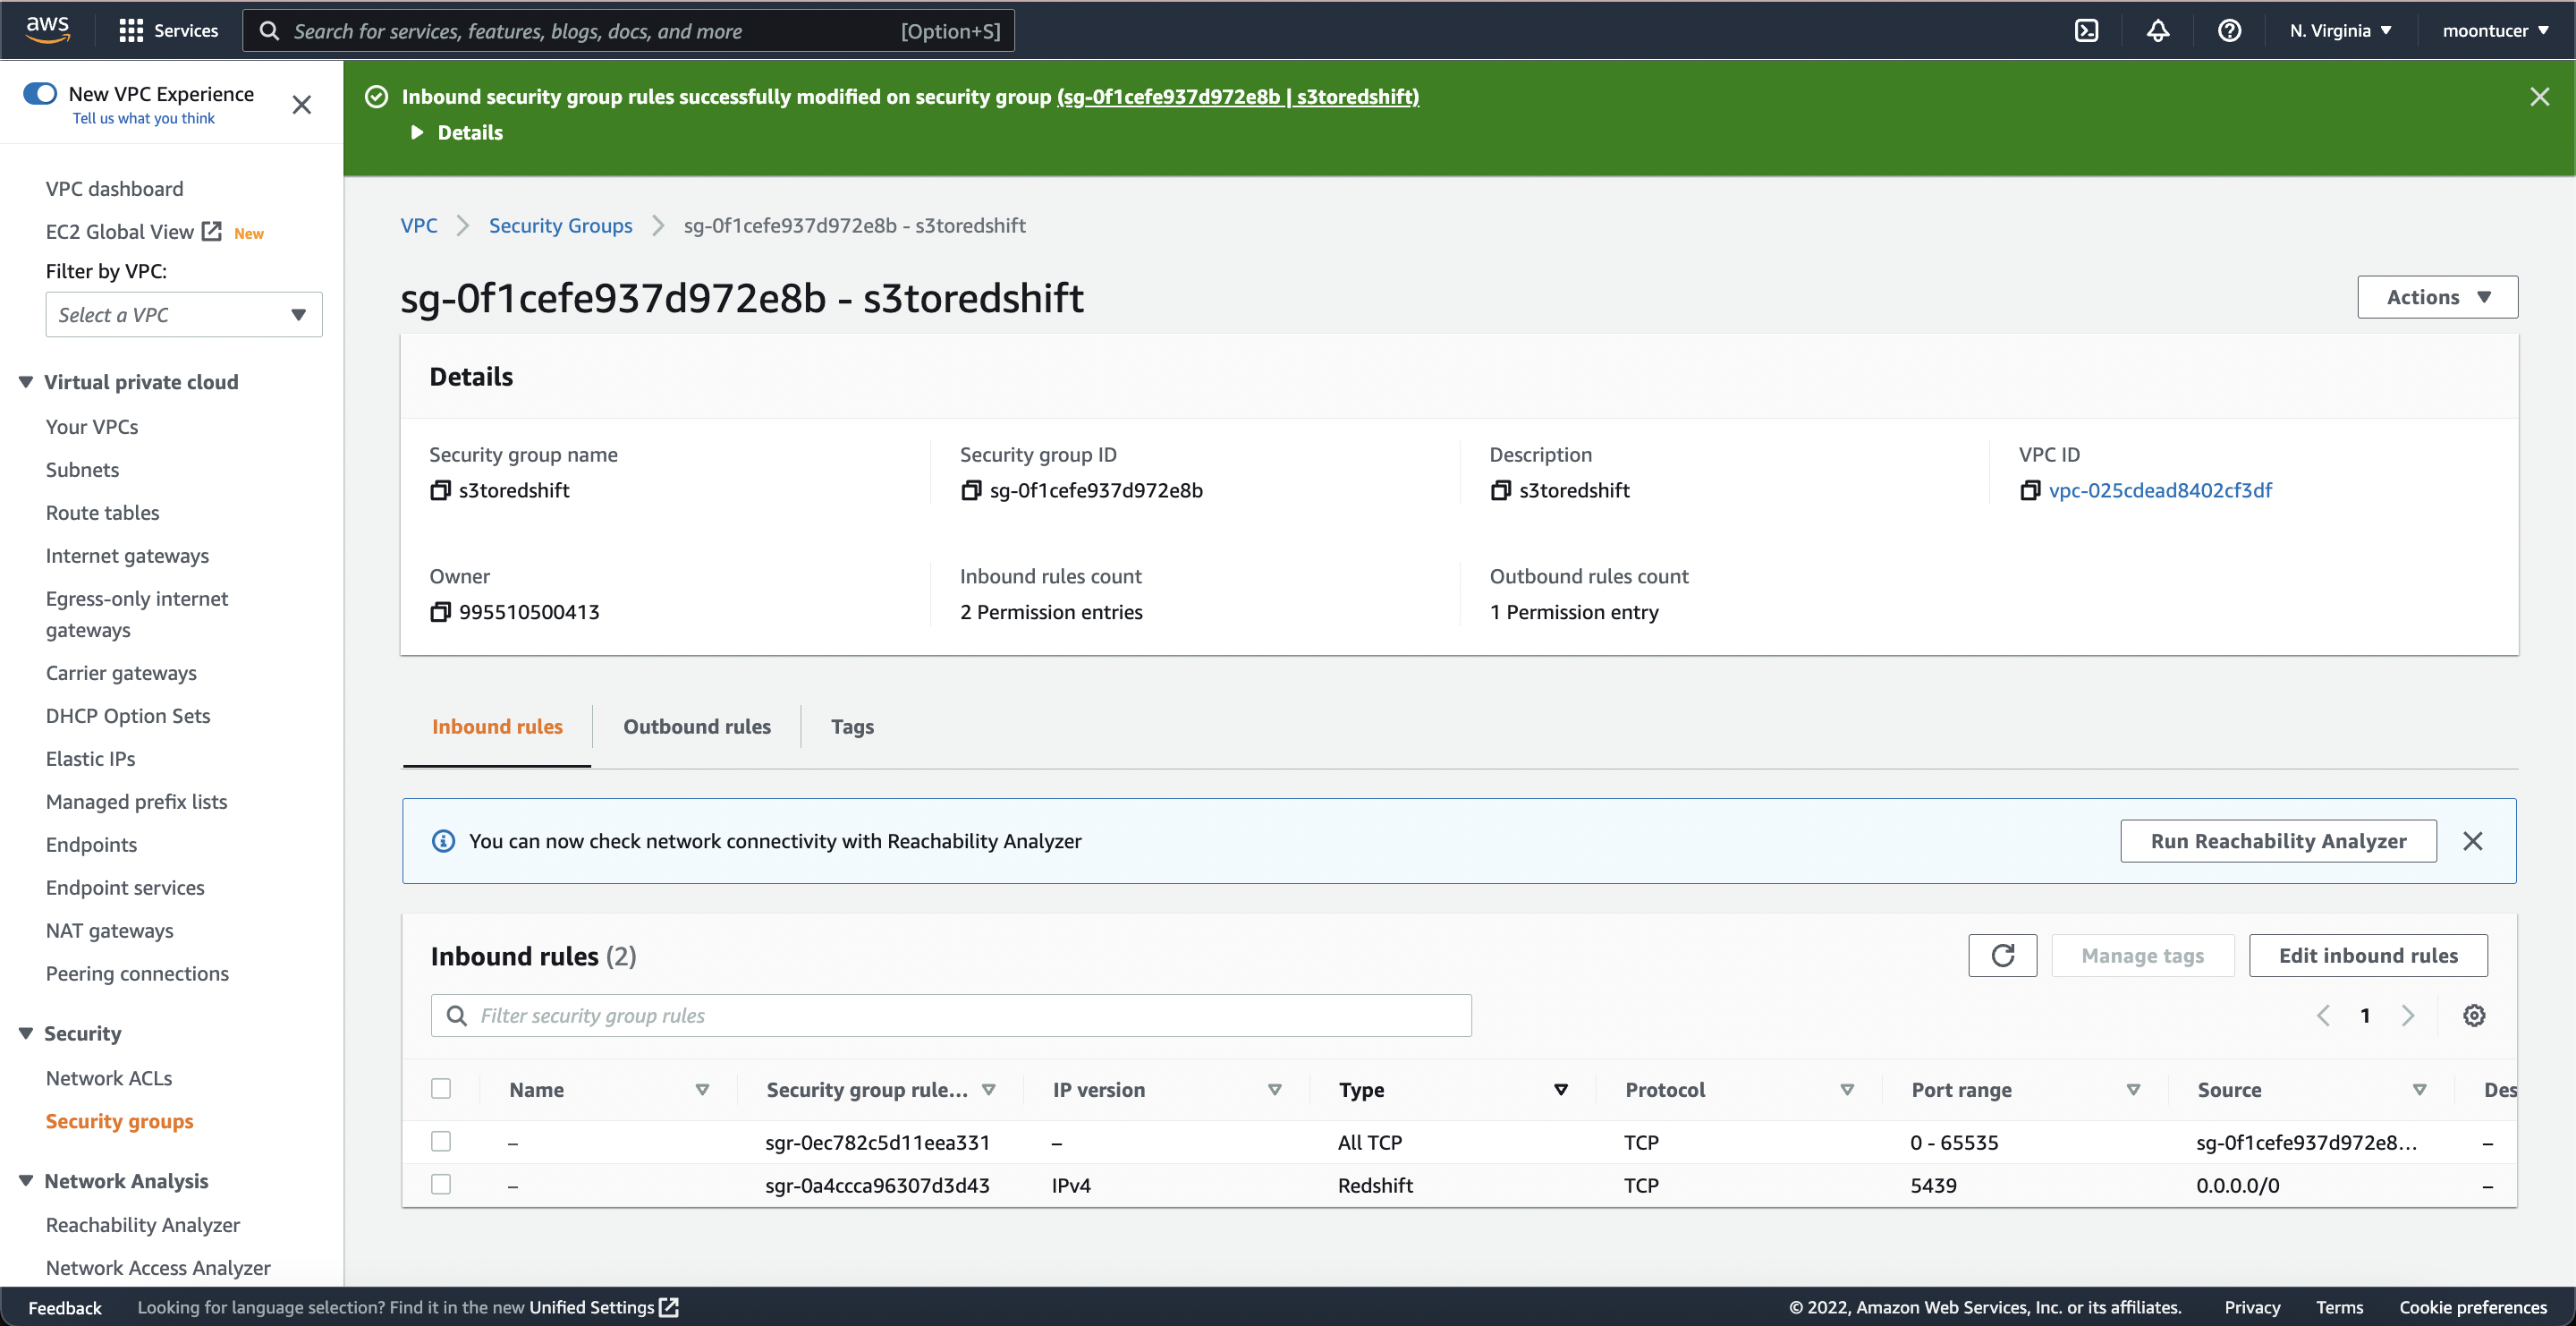 aws
Services
Search for services, features, blogs, docs, and more
[Option+S]
N. Virginia
moontucer
New VPC Experience
Tell us what you think
VPC dashboard
EC2 Global View New
Filter by VPC:
Select a VPC
Virtual private cloud
Your VPCs
Subnets
Route tables
Internet gateways
Egress-only internet
gateways
Carrier gateways
DHCP Option Sets
Elastic IPs
Managed prefix lists
Endpoints
Endpoint services
NAT gateways
Peering connections
Security
Network ACLs
Security groups
Network Analysis
Reachability Analyzer
Network Access Analyzer
Inbound security group rules successfully modified on security group (sg-0f1cefe937d972e8b | s3toredshift)
Details
VPC Security Groups sg-0f1cefe937d972e8b - s3toredshift
sg-0f1cefe937d972e8b - s3toredshift
Actions
Details
Security group name Security group ID Description VPC ID
s3toredshift sg-0f1cefe937d972e8b s3toredshift vpc-025cdead8402cf3df
Owner Inbound rules count Outbound rules count
995510500413 2 Permission entries 1 Permission entry
Inbound rules Outbound rules Tags
You can now check network connectivity with Reachability Analyzer Run Reachability Analyzer
Inbound rules (2) Manage tags Edit inbound rules
Filter security group rules 1
Name Security group rule... IP version Type Protocol Port range Source Des
– sgr-0ec782c5d11eea331 – All TCP TCP 0 - 65535 sg-0f1cefe937d972e8... –
– sgr-0a4ccca96307d3d43 IPv4 Redshift TCP 5439 0.0.0.0/0 –
Feedback Looking for language selection? Find it in the new Unified Settings © 2022, Amazon Web Services, Inc. or its affiliates. Privacy Terms Cookie preferences